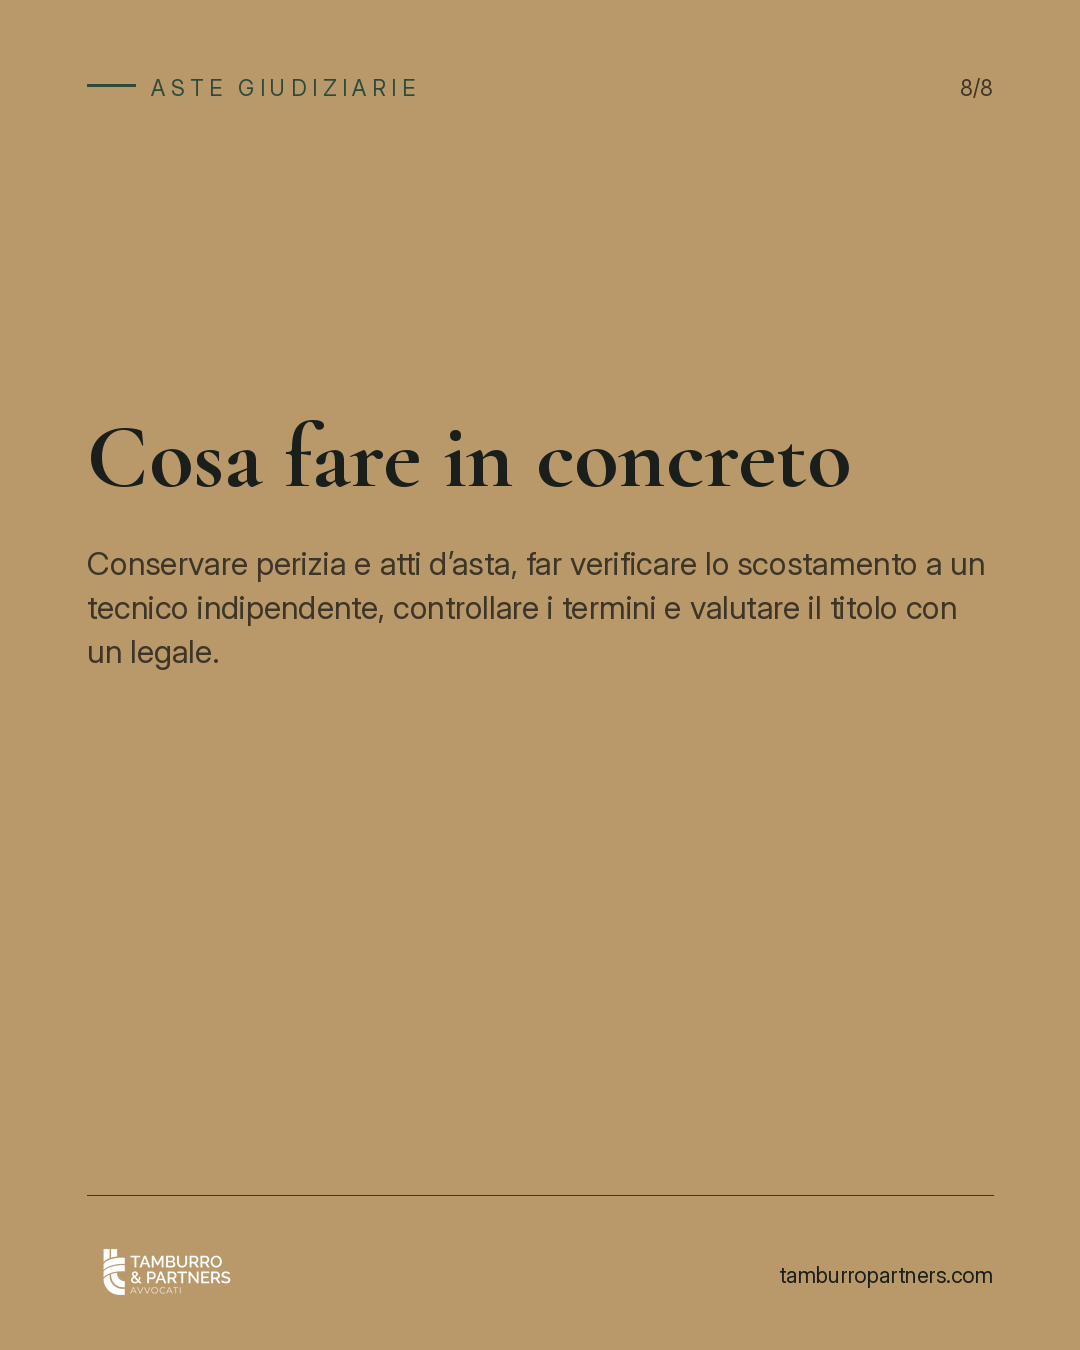 ASTE GIUDIZIARIE
8/8
Cosa fare in concreto
Conservare perizia e atti d’asta, far verificare lo scostamento a un
tecnico indipendente, controllare i termini e valutare il titolo con
un legale.
TAMBURRO
& PARTNERS
AVVOCATI
tamburropartners.com